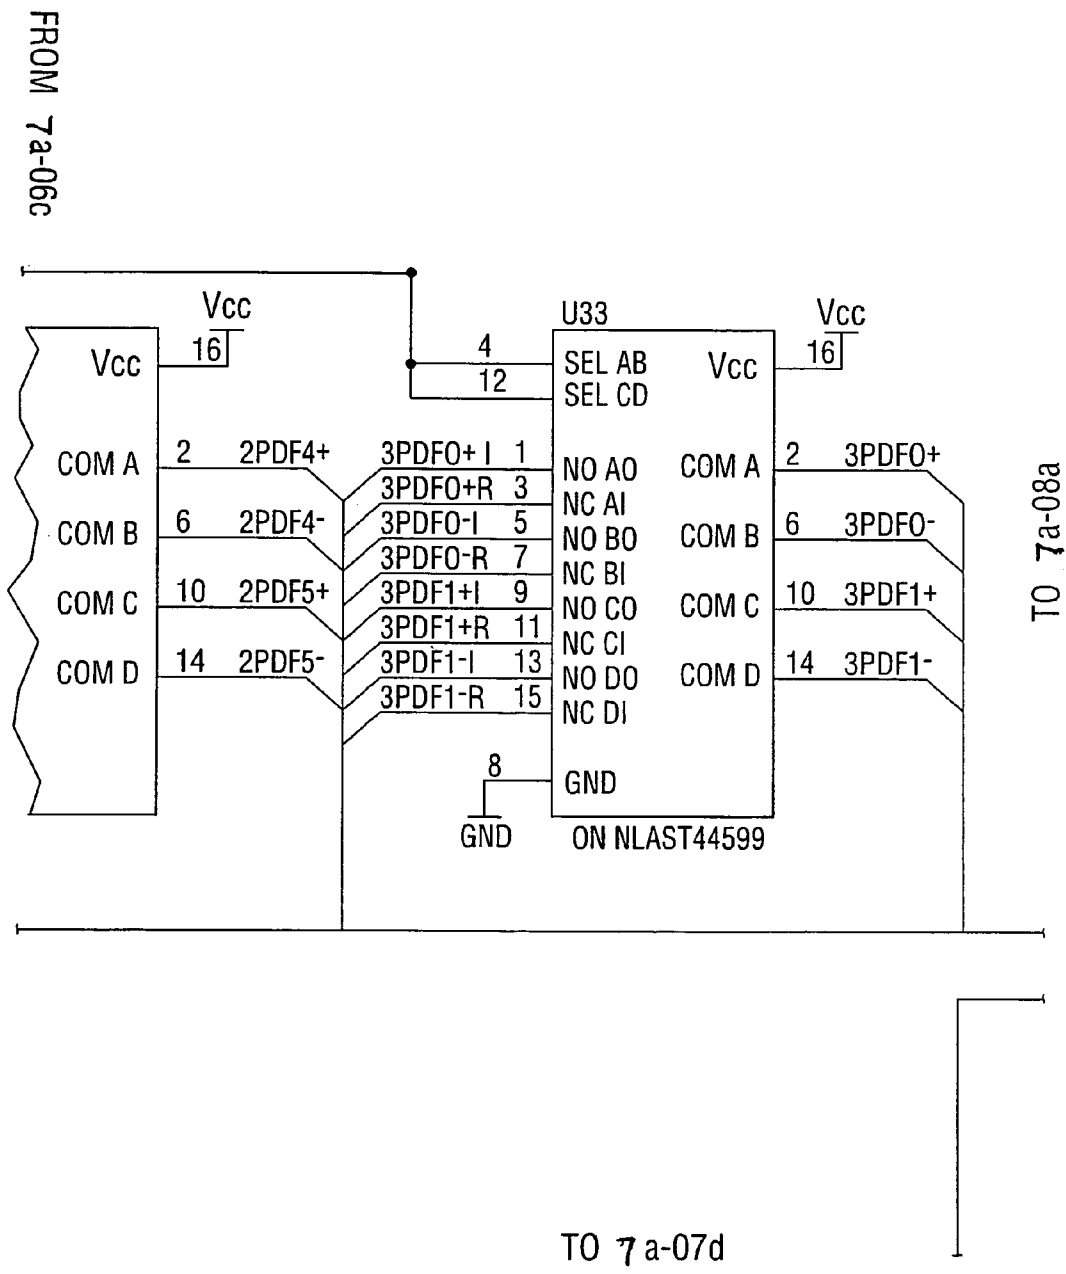 FROM 7a-06c
Vcc
16
Vcc
COM A
2
2PDF4+
COM B
6
2PDF4-
COM C
10
2PDF5+
COM D
14
2PDF5-
U33
4
SEL AB
12
SEL CD
3PDF0+I
1
NO A0
3PDF0+R
3
NC AI
3PDF0-I
5
NO B0
3PDF0-R
7
NC BI
3PDF1+I
9
NO C0
3PDF1+R
11
NC CI
3PDF1-I
13
NO D0
3PDF1-R
15
NC DI
8
GND
GND
Vcc
16
Vcc
COM A
2
3PDF0+
COM B
6
3PDF0-
COM C
10
3PDF1+
COM D
14
3PDF1-
ON NLAST44599
TO 7a-08a
TO 7a-07d